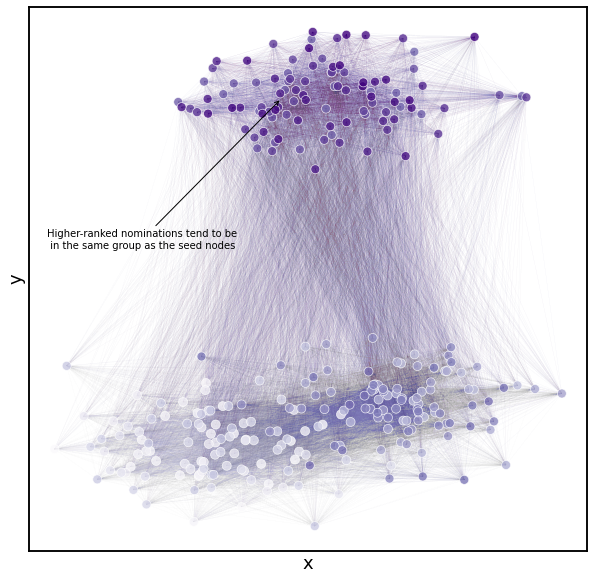 Higher-ranked nominations tend to be
in the same group as the seed nodes
y
x